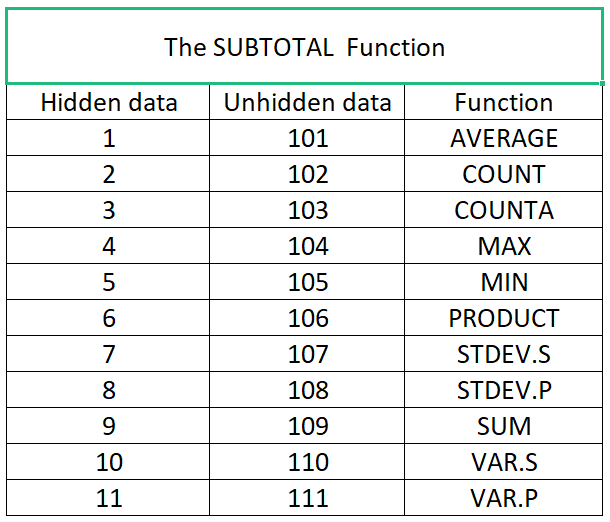 The SUBTOTAL  Function
Hidden data Unhidden data Function
1 101 AVERAGE
2 102 COUNT
3 103 COUNTA
4 104 MAX
5 105 MIN
6 106 PRODUCT
7 107 STDEV.S
8 108 STDEV.P
9 109 SUM
10 110 VAR.S
11 111 VAR.P